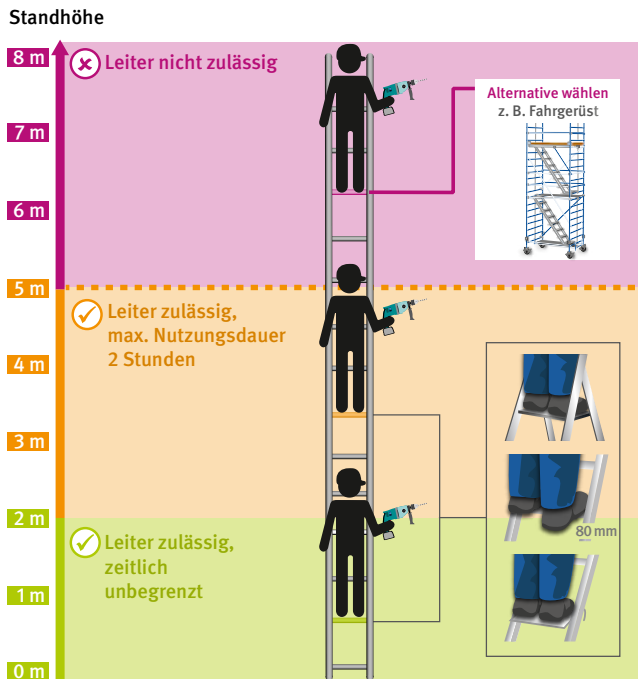 Standhöhe
8 m
Leiter nicht zulässig
Alternative wählen
z. B. Fahrgerüst
7 m
6 m
5 m
Leiter zulässig,
max. Nutzungsdauer
2 Stunden
4 m
3 m
2 m
80 mm
Leiter zulässig,
zeitlich
unbegrenzt
1 m
0 m